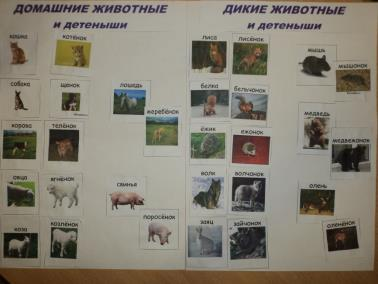 ДОМАШНИЕ ЖИВОТНЫЕ
и детеныши
кошка
котёнок
собака
щенок
лошадь
жеребёнок
корова
телёнок
овца
ягнёнок
свинья
поросёнок
коза
козлёнок
ДИКИЕ ЖИВОТНЫЕ
и детеныши
лиса
лисёнок
мышь
мышонок
белка
бельчонок
медведь
медвежонок
ёжик
ежонок
волк
волчонок
олень
оленёнок
заяц
зайчонок